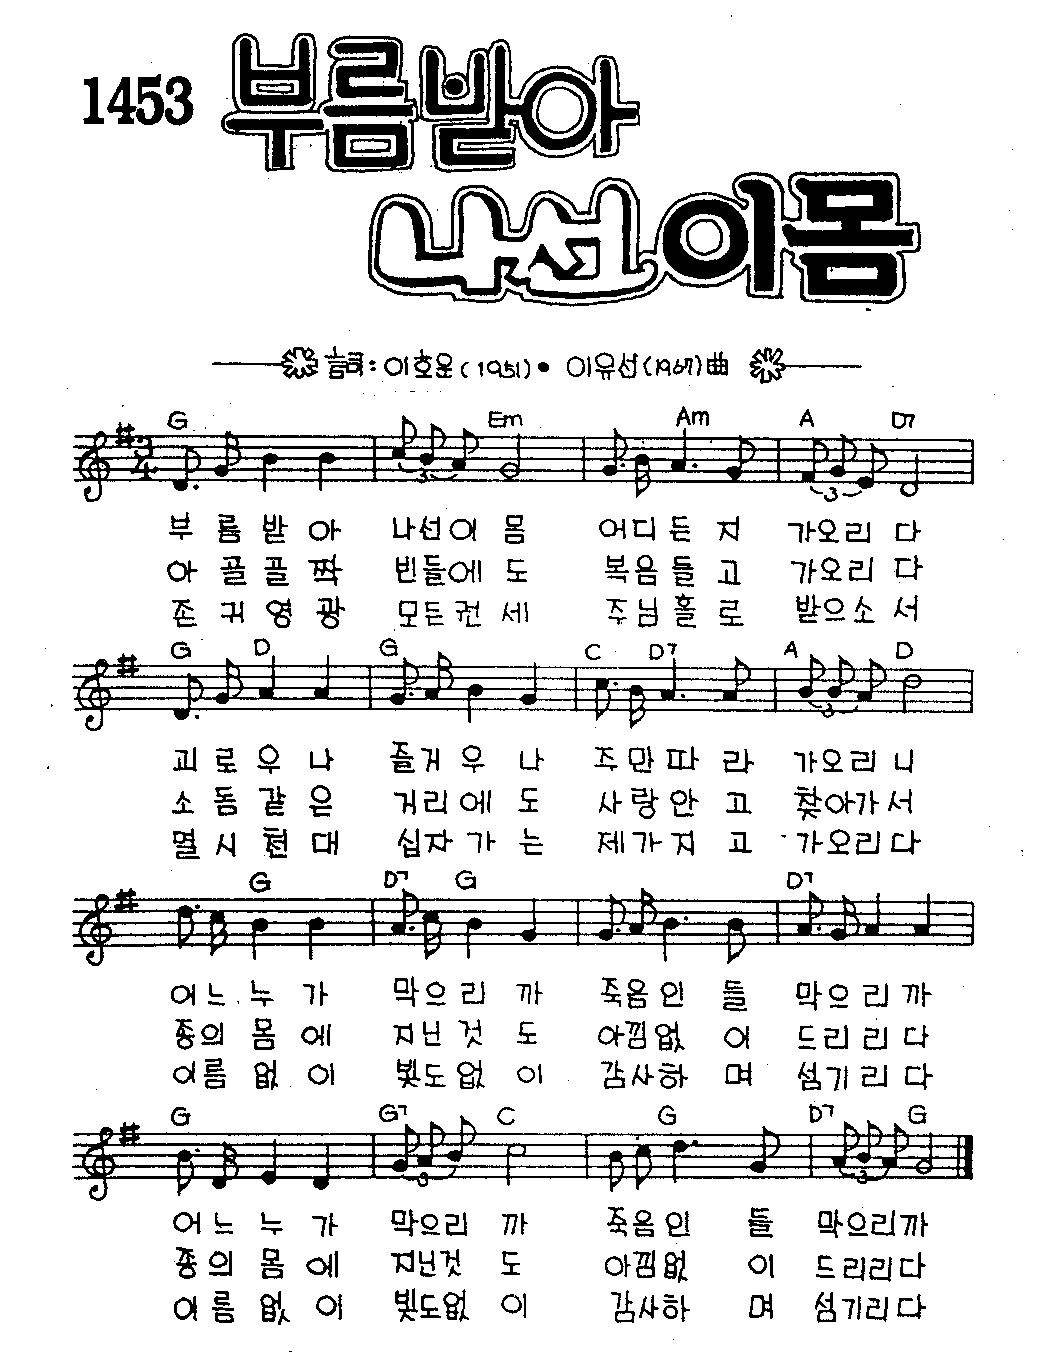 1453
부름받아
나선이몸
이호운(1951)• 이유선(1967)曲
G Em Am A D7
3
4
3 3
부 름 받 아 나선이 몸 어디든 지 가오리 다
아 골 골 짝 빈들에 도 복음들 고 가오리 다
존 귀 영 광 모든권 세 주님홀 로 받으소 서
G D G C D7 A D
3
괴 로 우 나 즐거 우 나 주만따 라 가오리 니
소 돔 같 은 거리에 도 사랑안 고 찾아가 서
멸 시 천 대 십자가 는 제가지 고 가오리다
G D7 G D7
어느 누 가 막으리 까 죽음인 들 막으리까
종의 몸 에 지닌 것 도 아낌없 이 드리리다
이름 없 이 빛도없 이 감사하 며 섬기리다
G G7 C G D7 G
3 3
어느 누 가 막으리 까 죽음인 들 막으리까
종의 몸 에 지닌것 도 아낌없 이 드리리다
이름 없 이 빛도없 이 감사하 며 섬기리다